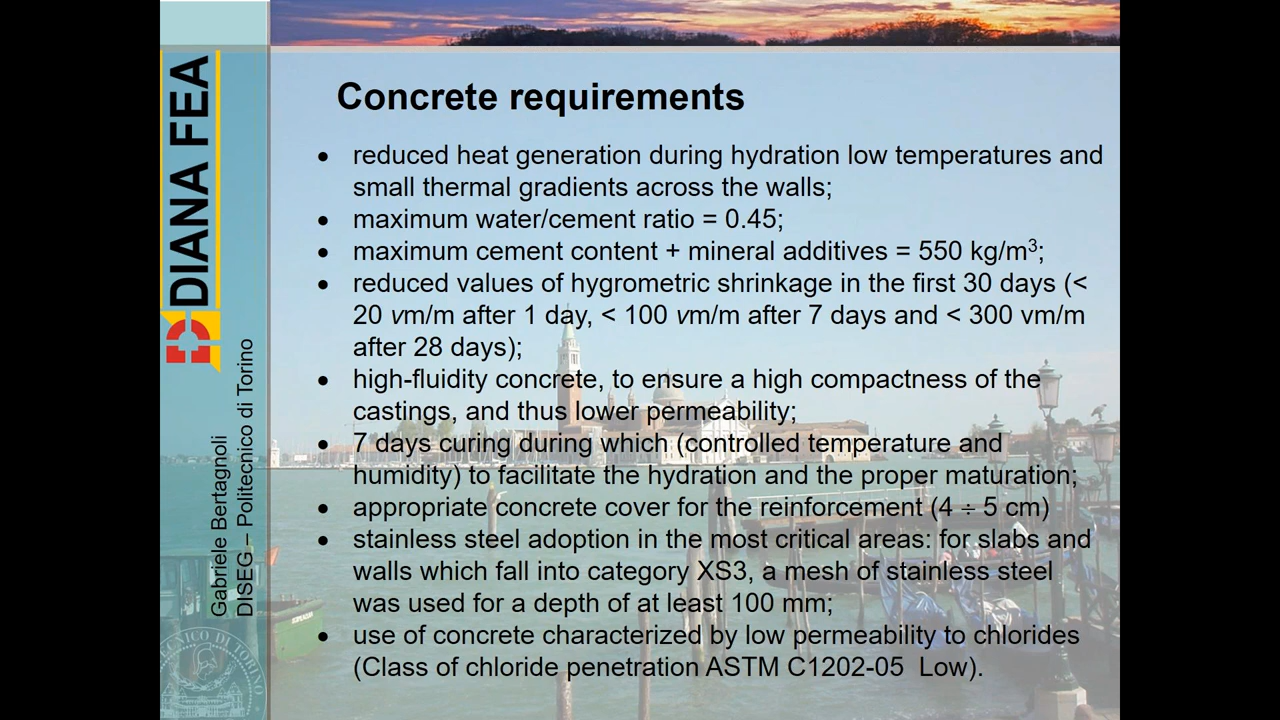 DIANA FEA
Gabriele Bertagnoli
DISEG – Politecnico di Torino
Concrete requirements
• reduced heat generation during hydration low temperatures and
small thermal gradients across the walls;
• maximum water/cement ratio = 0.45;
• maximum cement content + mineral additives = 550 kg/m³;
• reduced values of hygrometric shrinkage in the first 30 days (<
20 vm/m after 1 day, < 100 vm/m after 7 days and < 300 vm/m
after 28 days);
• high-fluidity concrete, to ensure a high compactness of the
castings, and thus lower permeability;
• 7 days curing during which (controlled temperature and
humidity) to facilitate the hydration and the proper maturation;
• appropriate concrete cover for the reinforcement (4 ÷ 5 cm)
• stainless steel adoption in the most critical areas: for slabs and
walls which fall into category XS3, a mesh of stainless steel
was used for a depth of at least 100 mm;
• use of concrete characterized by low permeability to chlorides
(Class of chloride penetration ASTM C1202-05 Low).